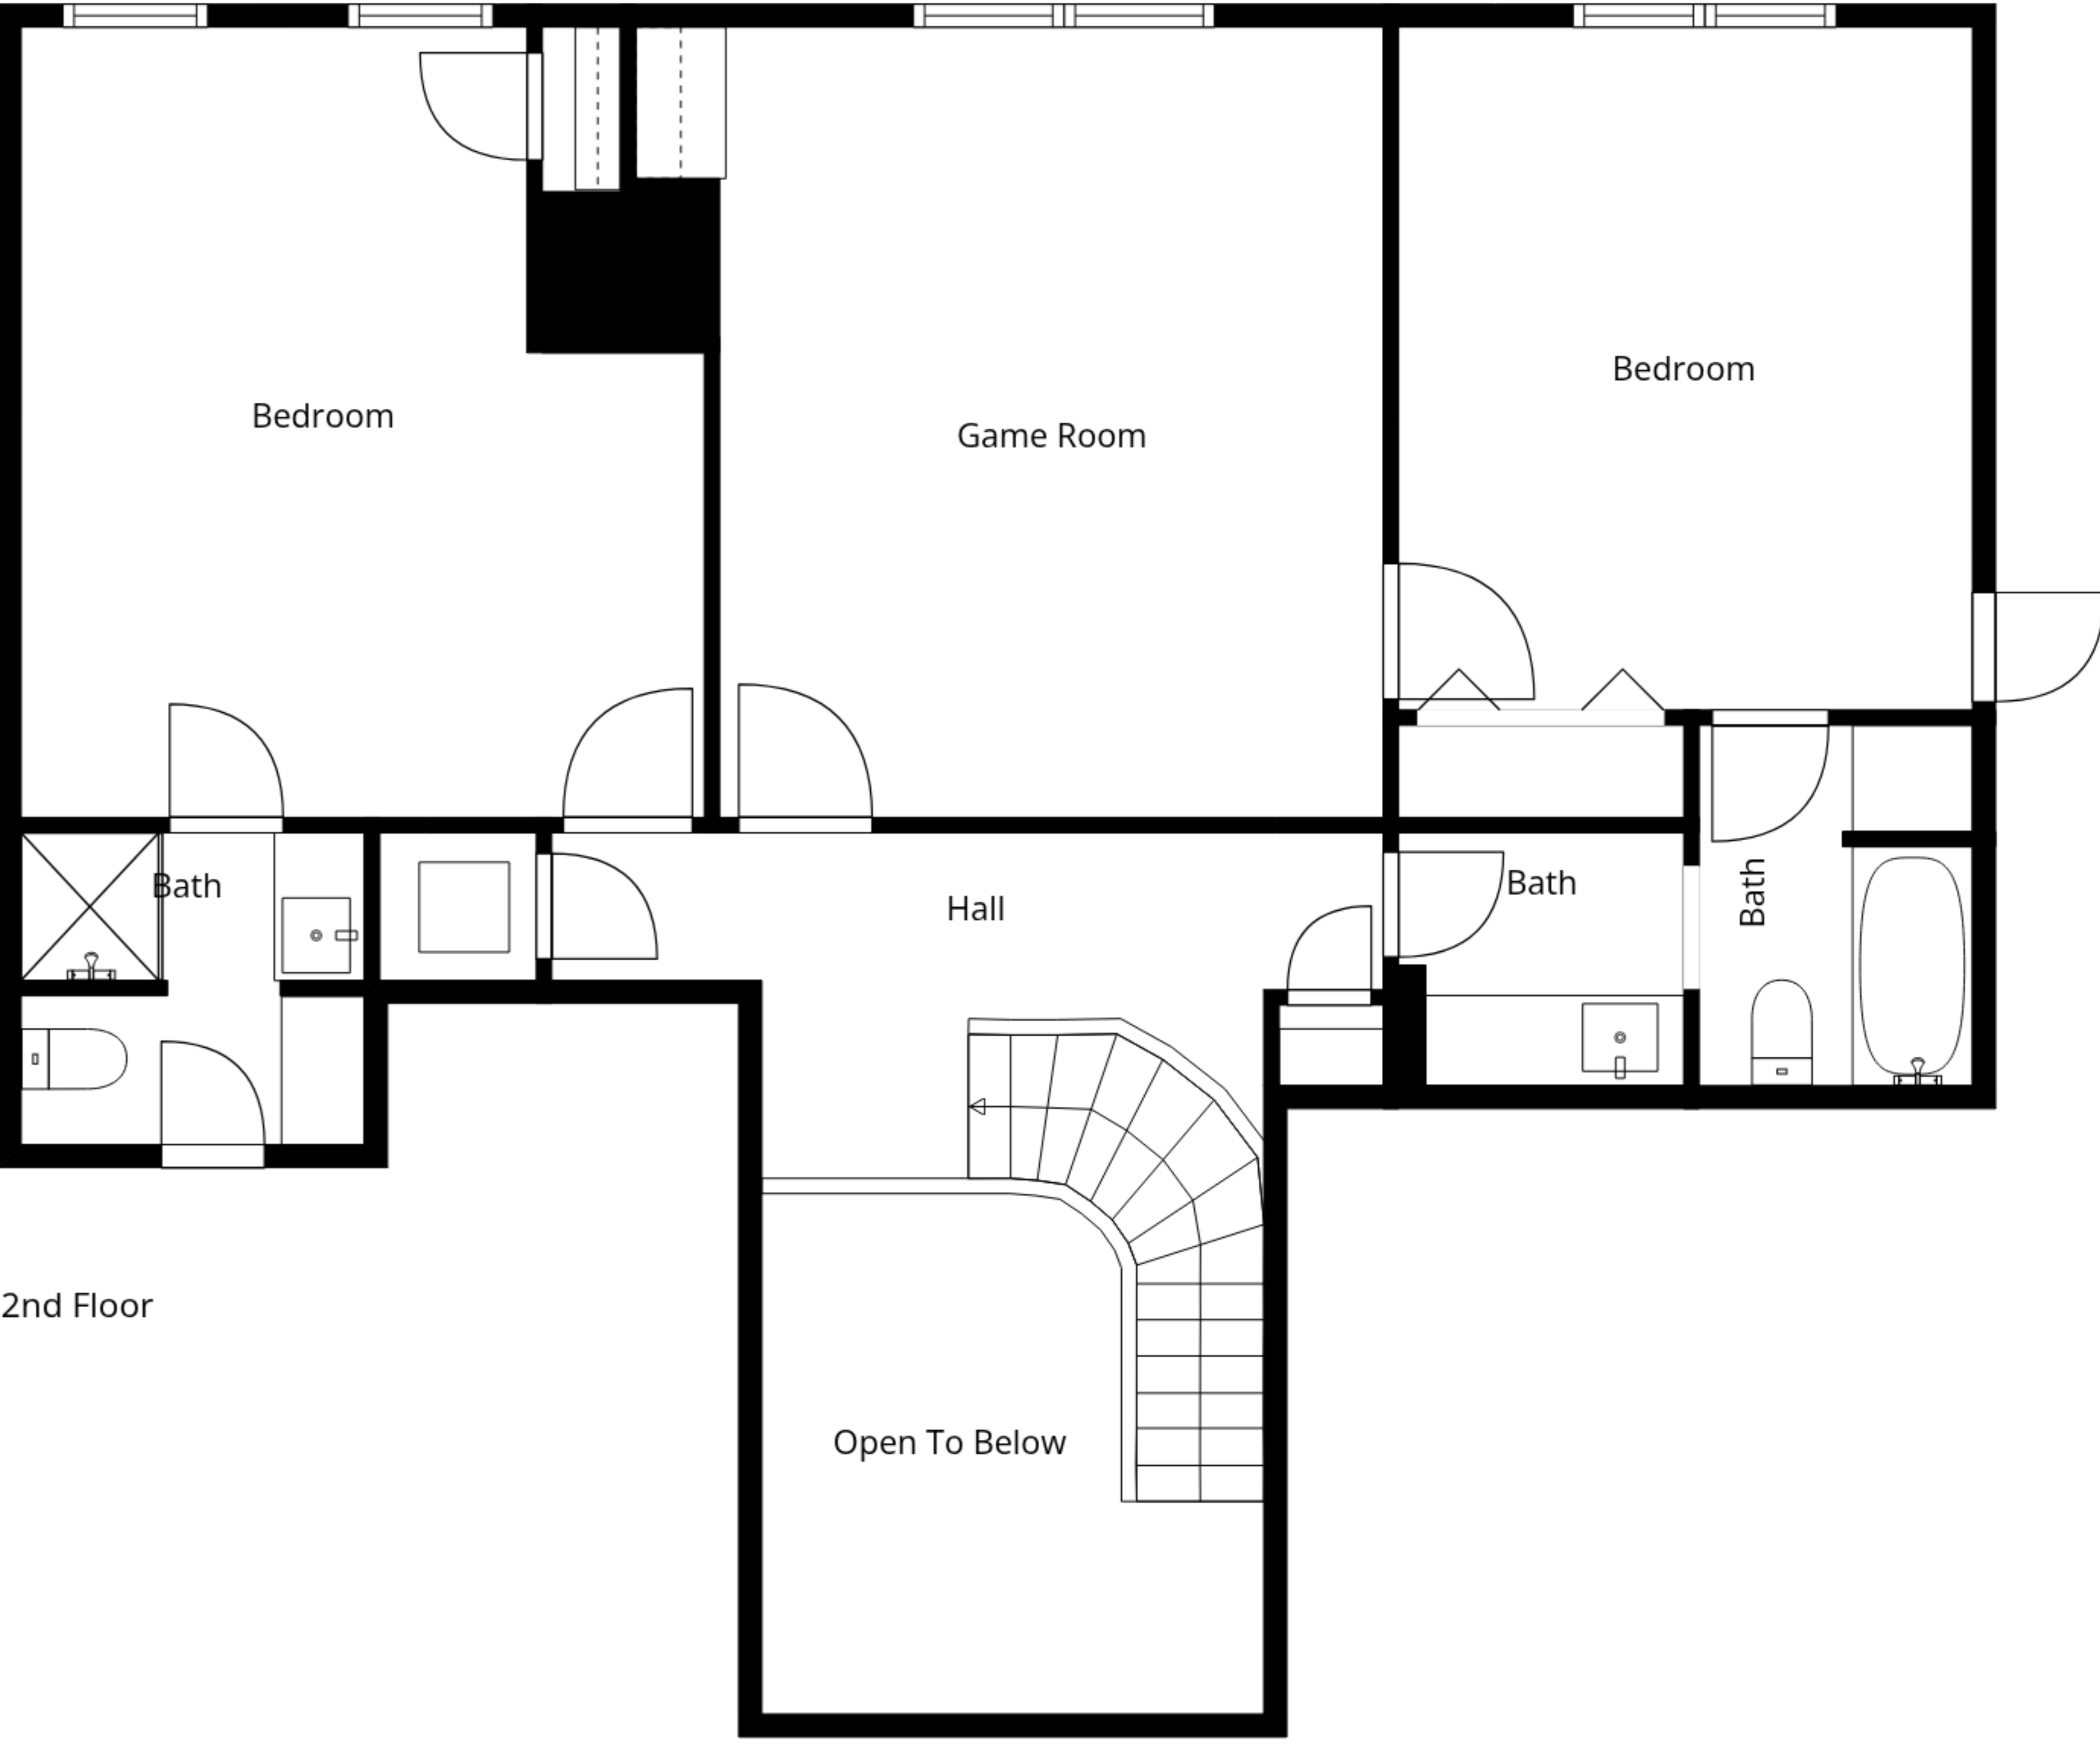 Bedroom
Game Room
Bedroom
Bath
Hall
Bath
Bath
2nd Floor
Open To Below